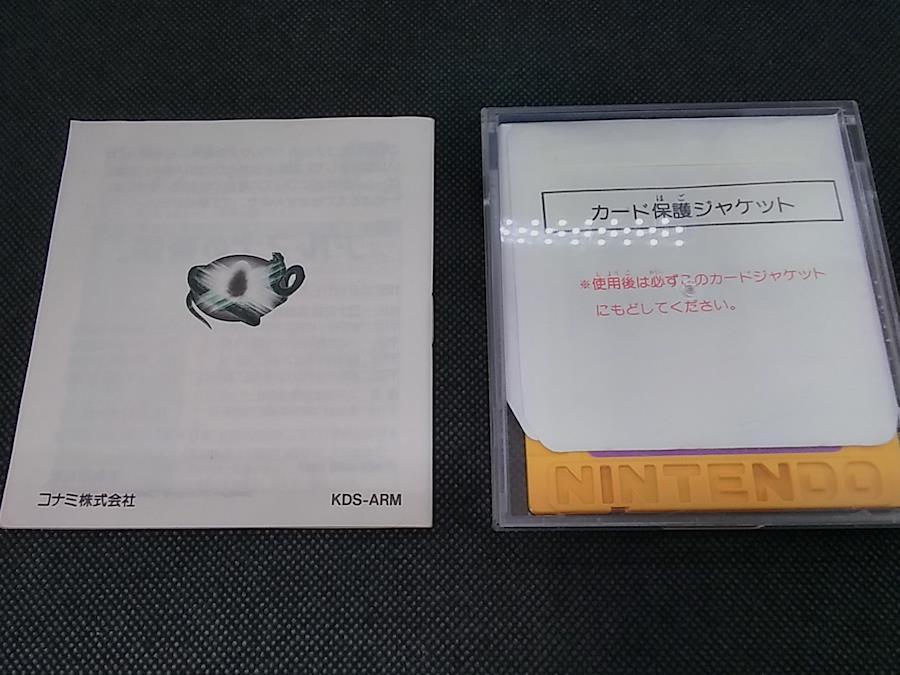 コナミ株式会社
KDS-ARM
カード保護ジャケット
※使用後は必ずこのカードジャケット
にもどしてください。
NINTENDO